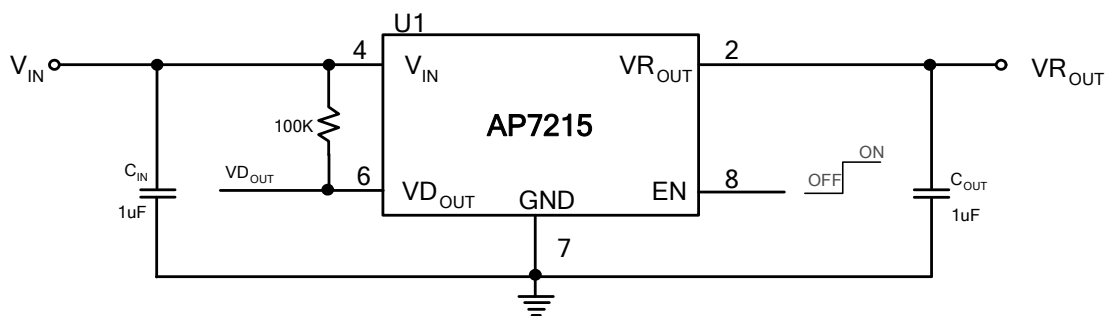 U1
V_IN
4
V_IN
VR_OUT
2
VR_OUT
100K
AP7215
C_IN
1uF
VD_OUT
6
VD_OUT
GND
EN
8
OFF
ON
C_OUT
1uF
7